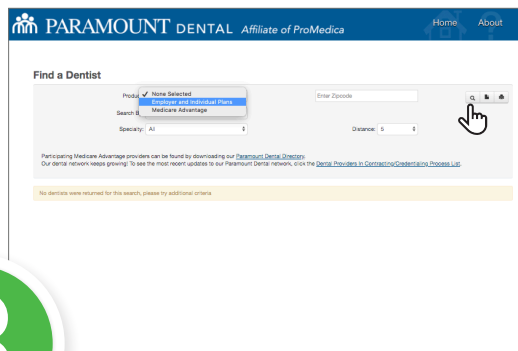 PARAMOUNT DENTAL Affiliate of ProMedica
Home About
Find a Dentist
Produ
✓ None Selected
Employer and Individual Plans
Medicare Advantage
Enter Zipcode
Search B
Specialty: All
Distance: 5
Participating Medicare Advantage providers can be found by downloading our Paramount Dental Directory.
Our dental network keeps growing! To see the most recent updates to our Paramount Dental network, click the Dental Providers in Contracting/Credentialing Process List.
No dentists were returned for this search, please try additional criteria